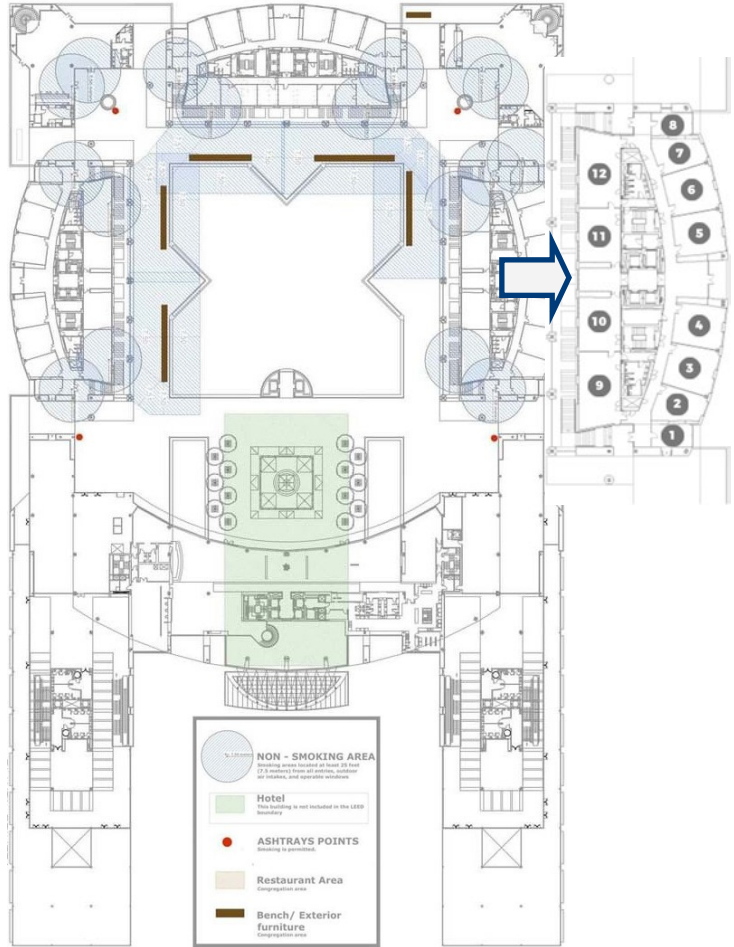 8
7
12
6
11
5
10
4
9
3
2
1
NON - SMOKING AREA
Smoking areas located at least 25 feet
(7.5 meters) from all entries, outdoor
air intakes, and operable windows
Hotel
This building is not included in the LEED
boundary
ASHTRAYS POINTS
Smoking is permitted.
Restaurant Area
Congregation area
Bench/ Exterior
furniture
Congregation area